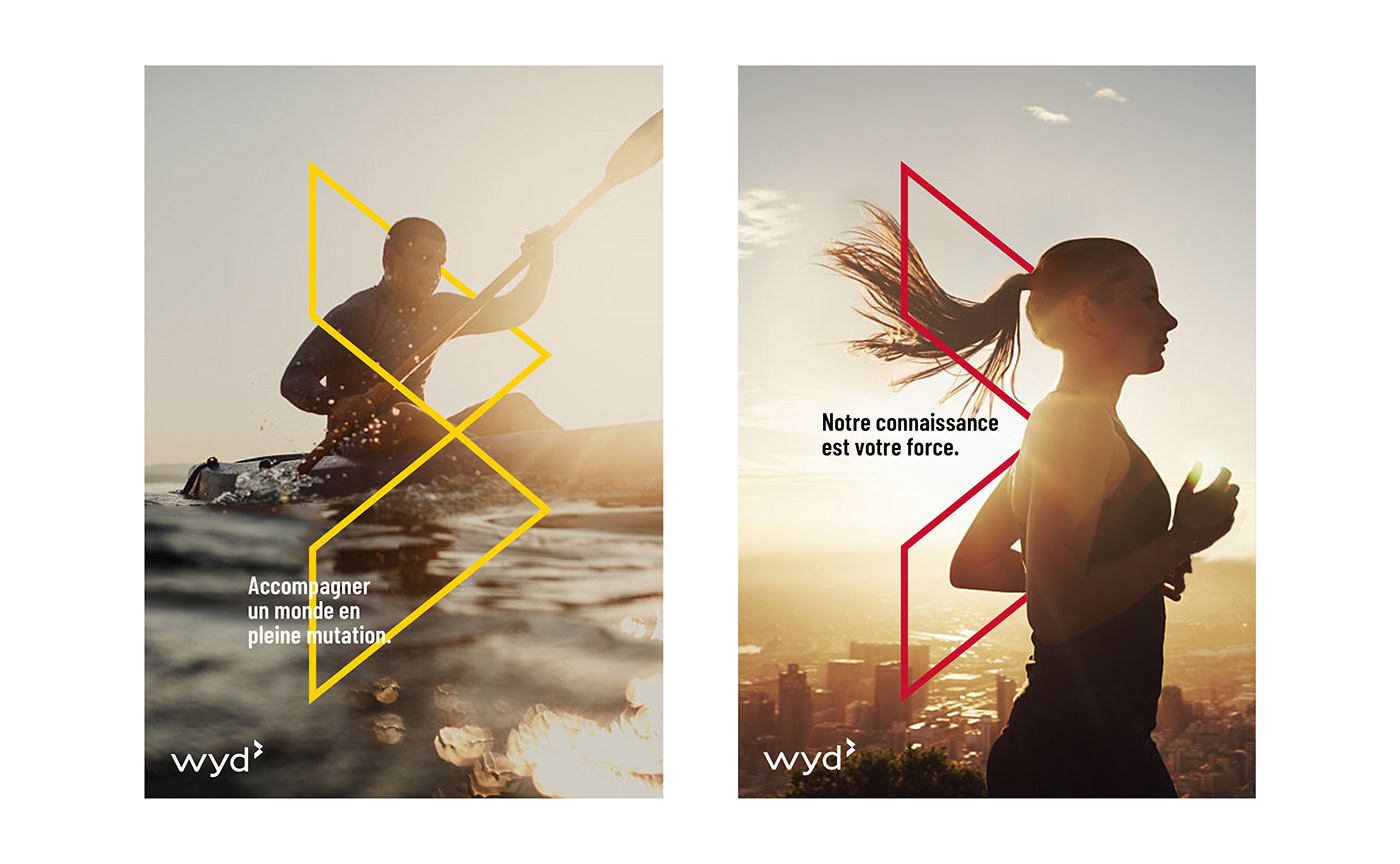 Accompagner
un monde en
pleine mutation.
wyd
Notre connaissance
est votre force.
wyd